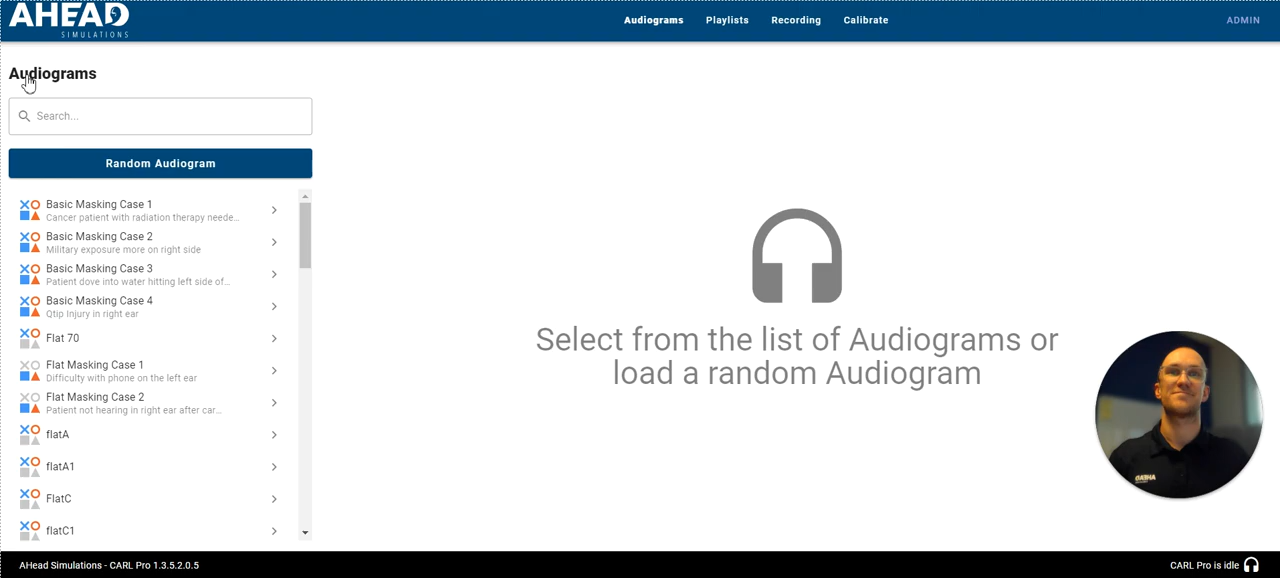 AHEAD
SIMULATIONS
Audiograms Playlists Recording Calibrate
ADMIN
Audiograms
Search...
Random Audiogram
Basic Masking Case 1
Cancer patient with radiation therapy neede...
Basic Masking Case 2
Military exposure more on right side
Basic Masking Case 3
Patient dove into water hitting left side of...
Basic Masking Case 4
Qtip Injury in right ear
Flat 70
Flat Masking Case 1
Difficulty with phone on the left ear
Flat Masking Case 2
Patient not hearing in right ear after car...
flatA
flatA1
FlatC
flatC1
Select from the list of Audiograms or
load a random Audiogram
AHead Simulations - CARL Pro 1.3.5.2.0.5
CARL Pro is idle